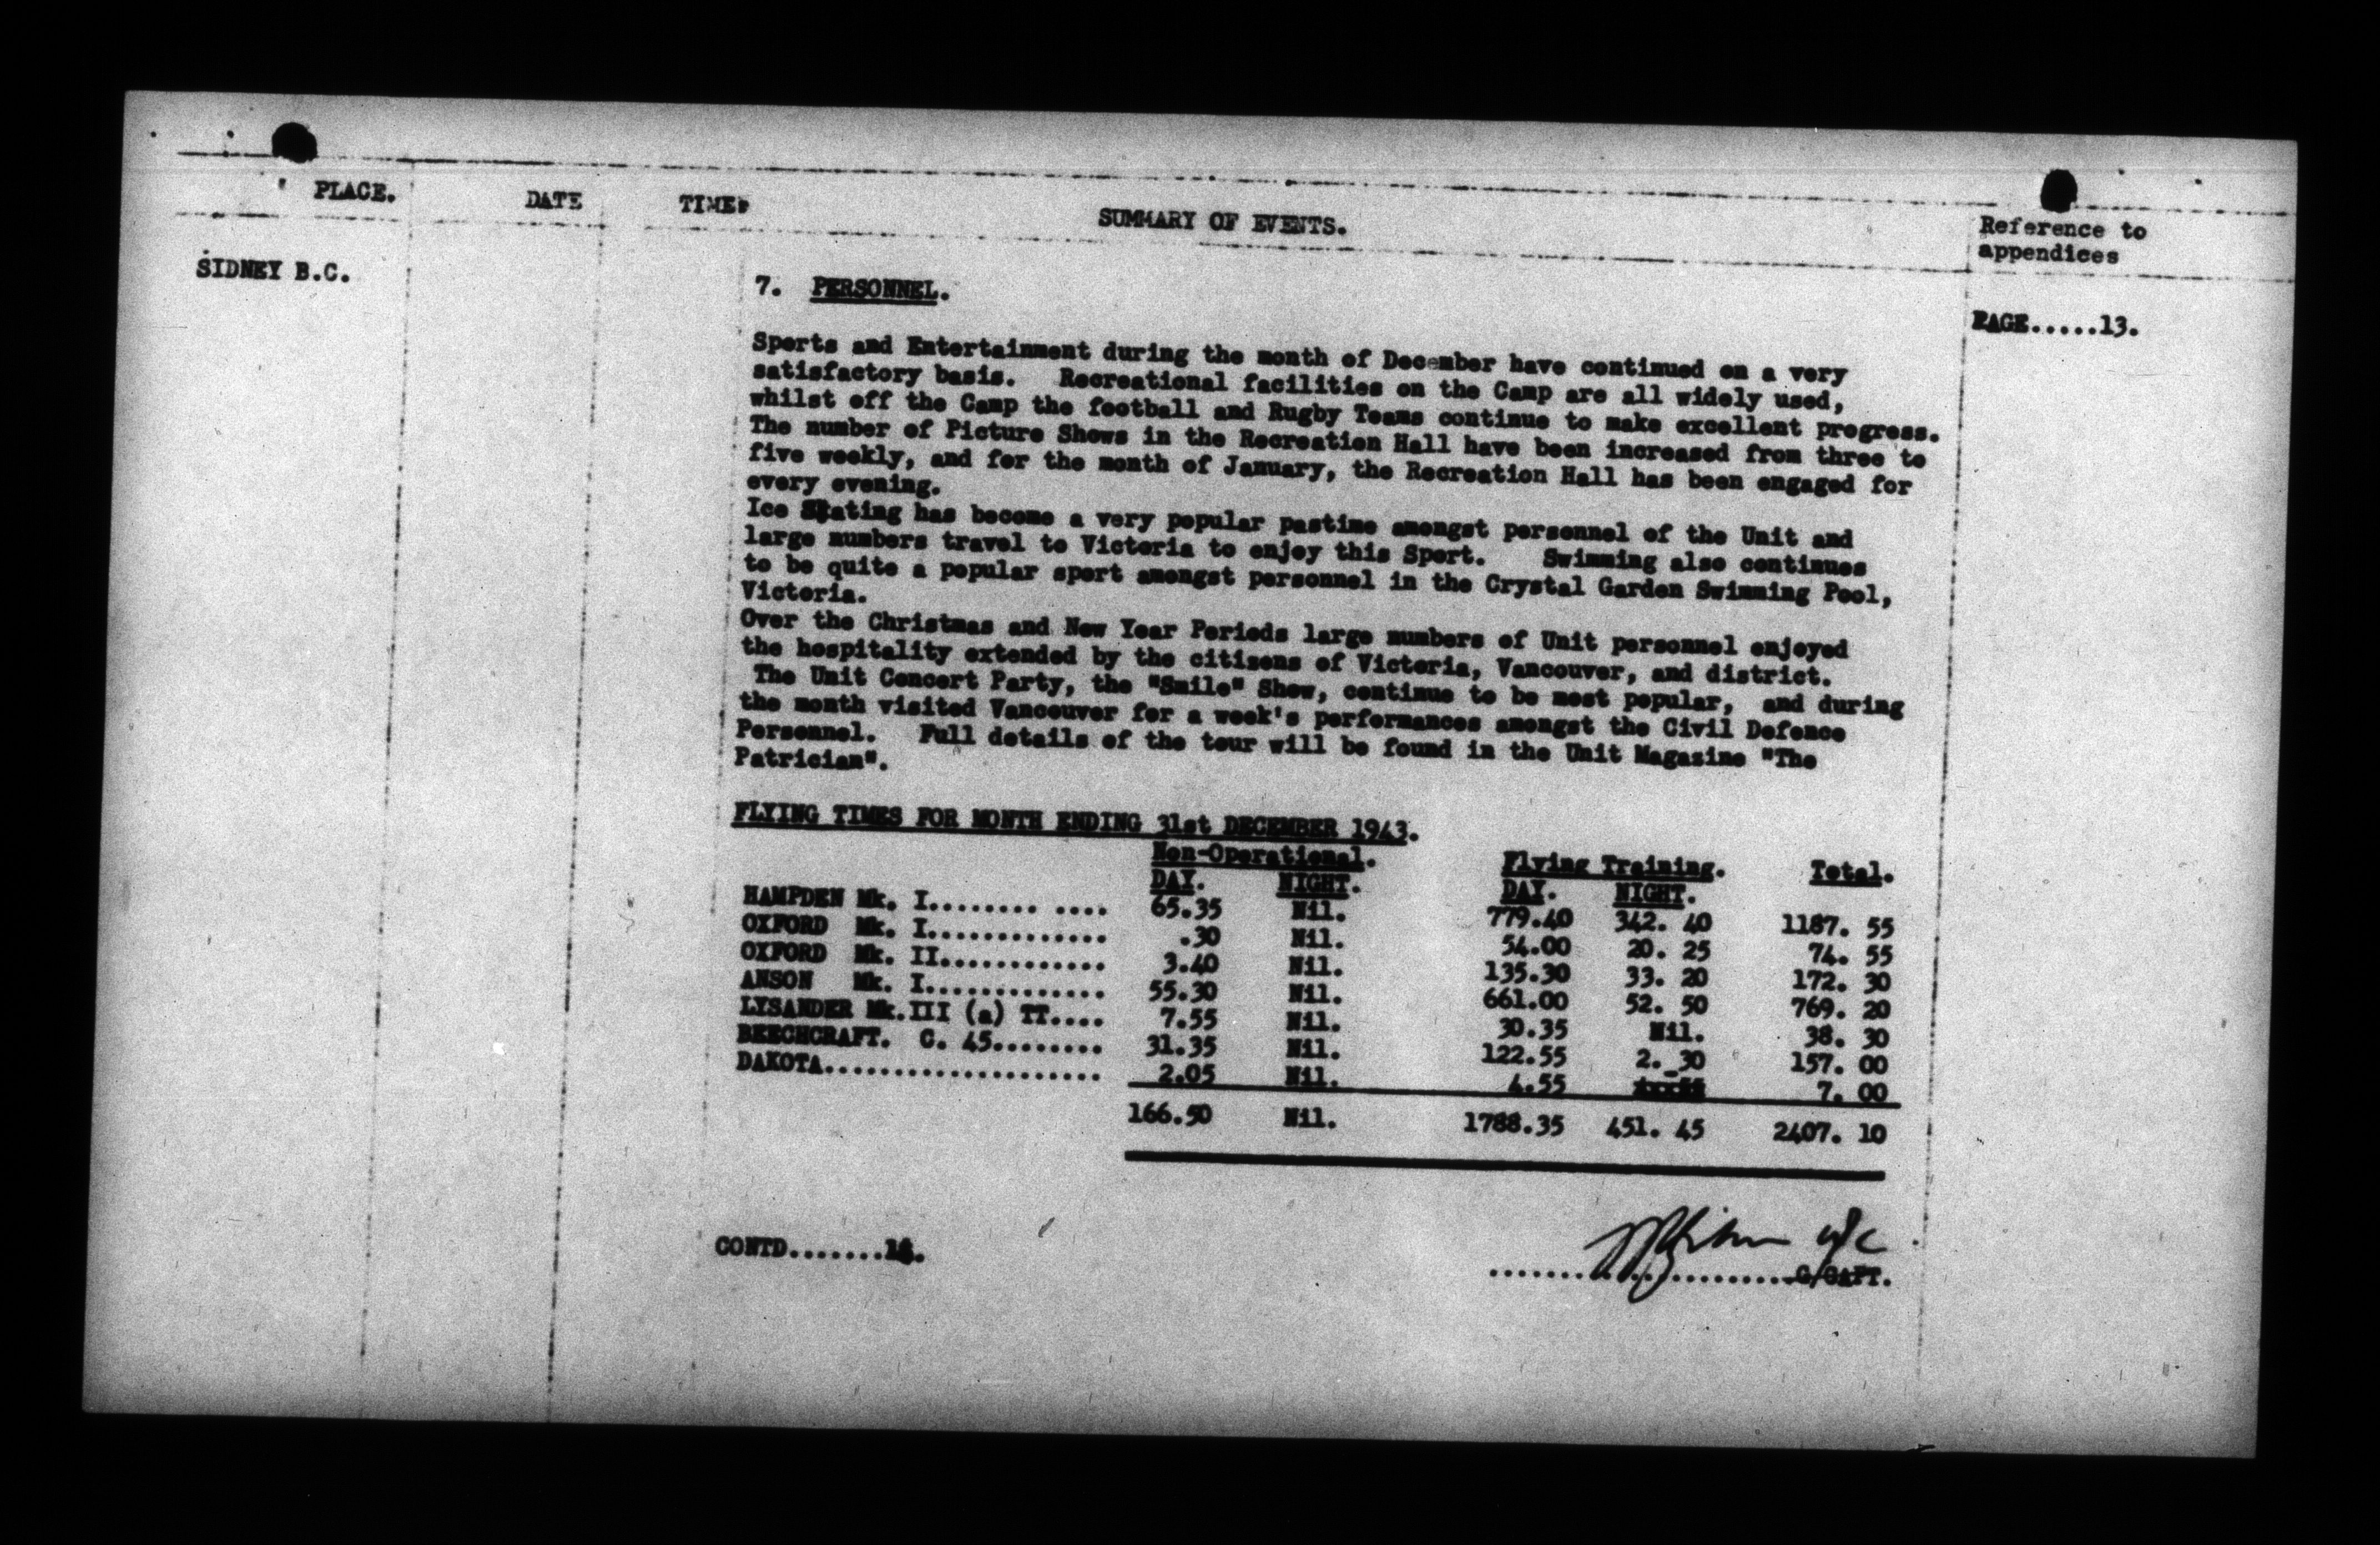 PLACE. DATE TIME. SUMMARY OF EVENTS. Reference to
appendices
SIDNEY B.C.
PAGE.....13.
7. PERSONNEL.
Sports and Entertainment during the month of December have continued on a very
satisfactory basis. Recreational facilities on the Camp are all widely used,
whilst off the Camp the football and Rugby Teams continue to make excellent progress.
The number of Picture Shows in the Recreation Hall have been increased from three to
five weekly, and for the month of January, the Recreation Hall has been engaged for
every evening.
Ice Skating has become a very popular pastime amongst personnel of the Unit and
large numbers travel to Victoria to enjoy this Sport. Swimming also continues
to be quite a popular sport amongst personnel in the Crystal Garden Swimming Pool,
Victoria.
Over the Christmas and New Year Periods large numbers of Unit personnel enjoyed
the hospitality extended by the citizens of Victoria, Vancouver, and district.
The Unit Concert Party, the "Smile" Show, continue to be most popular, and during
the month visited Vancouver for a week's performances amongst the Civil Defence
Personnel. Full details of the tour will be found in the Unit Magazine "The
Patrician".
FLYING TIMES FOR MONTH ENDING 31st DECEMBER 1943.
Non-Operational. Flying Training. Total.
DAY. NIGHT. DAY. NIGHT.
HAMPDEN Mk. I........ .... 65.35 Nil. 779.40 342. 40 1187. 55
OXFORD Mk. I............. .30 Nil. 54.00 20. 25 74. 55
OXFORD Mk. II............ 3.40 Nil. 135.30 33. 20 172. 30
ANSON Mk. I............. 55.30 Nil. 661.00 52. 50 769. 20
LYSANDER Mk.III (a) TT.... 7.55 Nil. 30.35 Nil. 38. 30
BEECHCRAFT. C. 45........ 31.35 Nil. 122.55 2. 30 157. 00
DAKOTA.................... 2.05 Nil. 4.55 7. 00
166.50 Nil. 1788.35 451. 45 2407. 10
W/C
CONTD.......14.
......................G/CAPT.